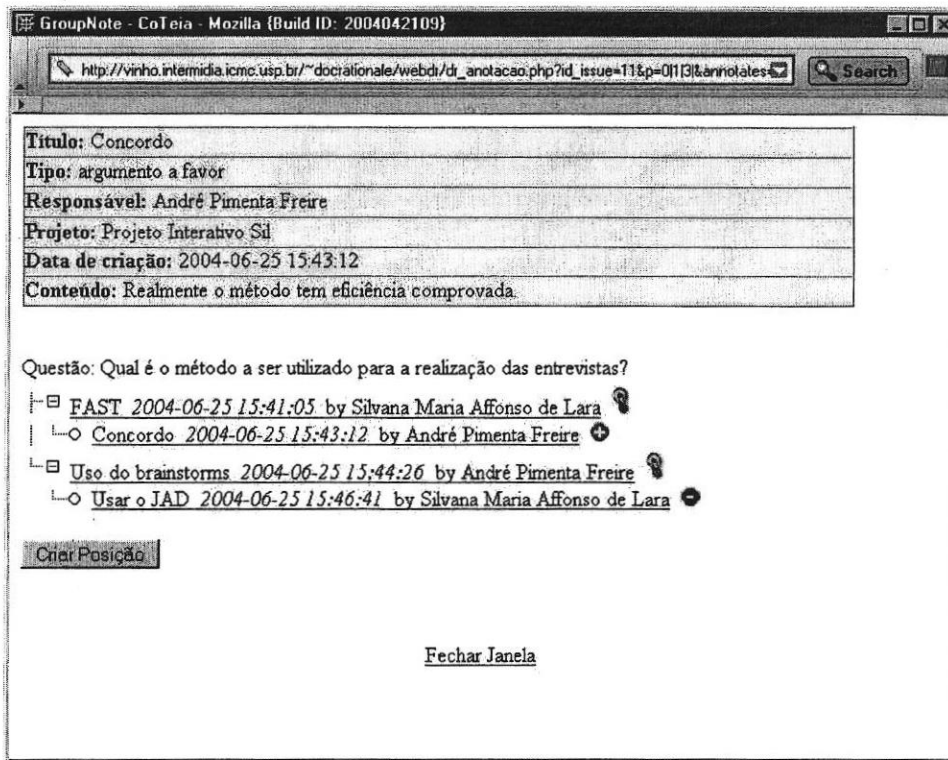 GroupNote - CoTeia - Mozilla {Build ID: 2004042109}
http://vinho.intermidia.icmc.usp.br/~docrationale/webdr/dr_anotacao.php?id_issue=11&p=0|1|3|&annotates=
Search
Título: Concordo
Tipo: argumento a favor
Responsável: André Pimenta Freire
Projeto: Projeto Interativo Sil
Data de criação: 2004-06-25 15:43:12
Conteúdo: Realmente o método tem eficiência comprovada.
Questão: Qual é o método a ser utilizado para a realização das entrevistas?
FAST 2004-06-25 15:41:05 by Silvana Maria Affonso de Lara
Concordo 2004-06-25 15:43:12 by André Pimenta Freire
Uso do brainstorms 2004-06-25 15:44:26 by André Pimenta Freire
Usar o JAD 2004-06-25 15:46:41 by Silvana Maria Affonso de Lara
Criar Posição
Fechar Janela